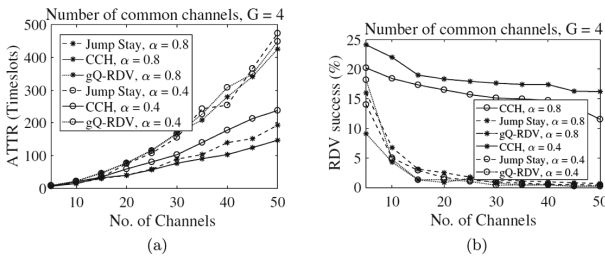 Number of common channels, G = 4
500
400
300
200
100
0
ATTR (Timeslots)
Jump Stay, α = 0.8
CCH, α = 0.8
gQ-RDV, α = 0.8
Jump Stay, α = 0.4
CCH, α = 0.4
gQ-RDV, α = 0.4
10 20 30 40 50
No. of Channels
(a)
Number of common channels, G = 4
25
20
15
10
5
0
RDV success (%)
CCH, α = 0.8
Jump Stay, α = 0.8
gQ-RDV, α = 0.8
CCH, α = 0.4
Jump Stay, α = 0.4
gQ-RDV, α = 0.4
0 10 20 30 40 50
No. of Channels
(b)